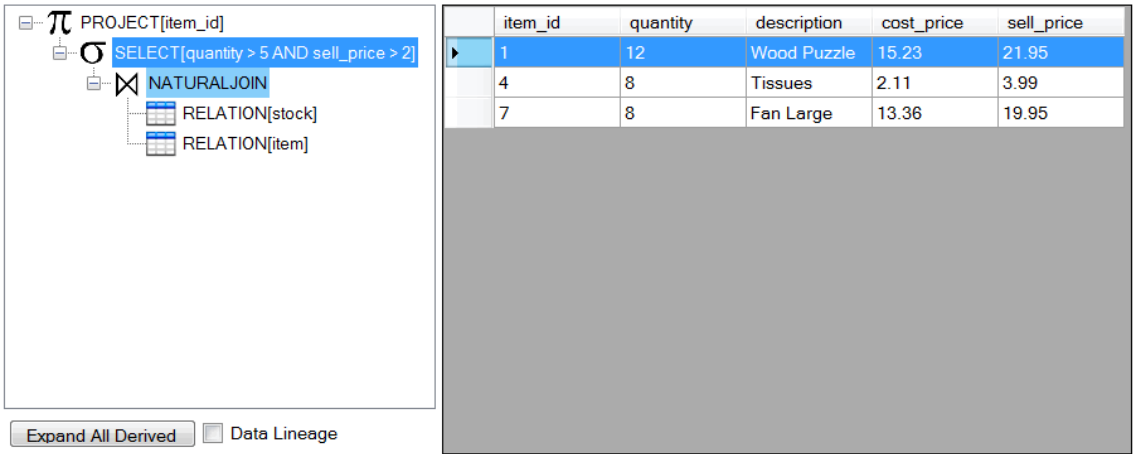 π PROJECT[item_id]
σ SELECT[quantity > 5 AND sell_price > 2]
⋈ NATURALJOIN
RELATION[stock]
RELATION[item]
Expand All Derived Data Lineage
item_id quantity description cost_price sell_price
1 12 Wood Puzzle 15.23 21.95
4 8 Tissues 2.11 3.99
7 8 Fan Large 13.36 19.95